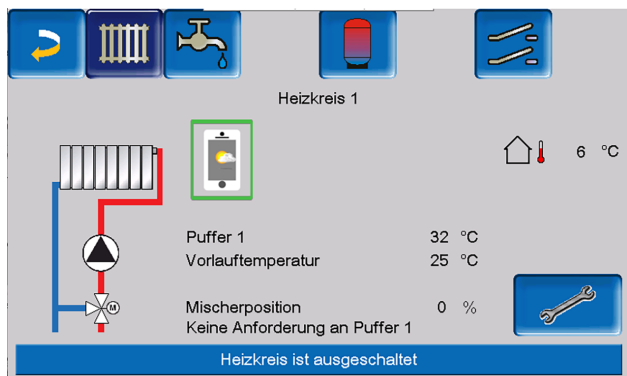 Heizkreis 1
6 °C
Puffer 1 32 °C
Vorlauftemperatur 25 °C
M
Mischerposition 0 %
Keine Anforderung an Puffer 1
Heizkreis ist ausgeschaltet